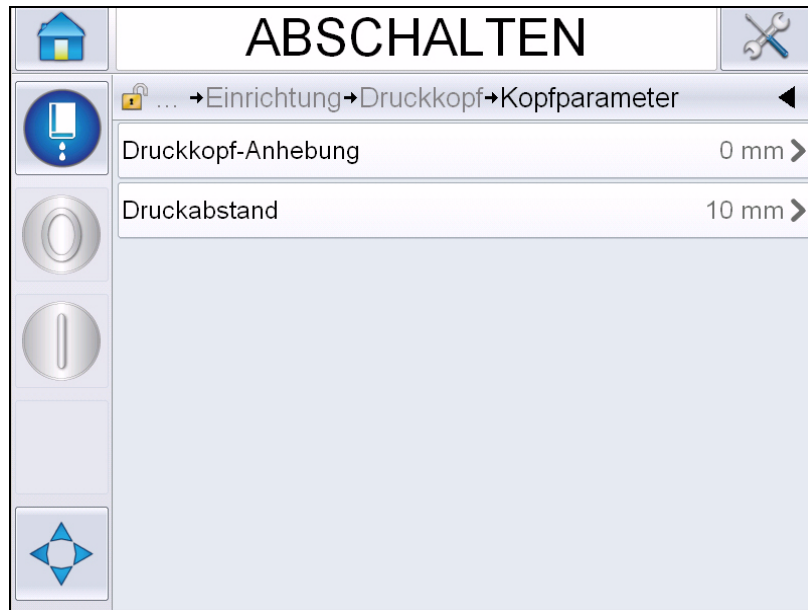 ABSCHALTEN
... →Einrichtung→Druckkopf→Kopfparameter
Druckkopf-Anhebung 0 mm
Druckabstand 10 mm